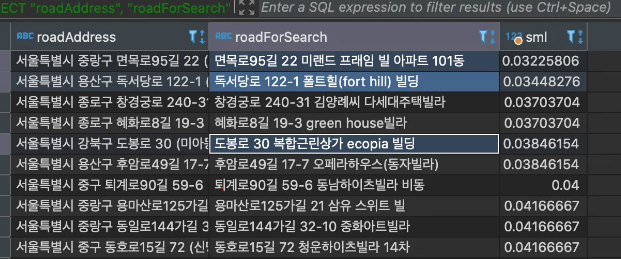 ECT "roadAddress", "roadForSearch" Enter a SQL expression to filter results (use Ctrl+Space)
ABC roadAddress ABC roadForSearch 123 sml
서울특별시 중랑구 면목로95길 22 ( 면목로95길 22 미랜드 프래임 빌 아파트 101동 0.03225806
서울특별시 용산구 독서당로 122-1 ( 독서당로 122-1 폴트힐(fort hill) 빌딩 0.03448276
서울특별시 종로구 창경궁로 240-31 창경궁로 240-31 김양례씨 다세대주택빌라 0.03703704
서울특별시 종로구 혜화로8길 19-3 혜화로8길 19-3 green house빌라 0.03703704
서울특별시 강북구 도봉로 30 (미아동 도봉로 30 복합근린상가 ecopia 빌딩 0.03846154
서울특별시 용산구 후암로49길 17-7 후암로49길 17-7 오페라하우스(동자빌라) 0.03846154
서울특별시 중구 퇴계로90길 59-6 퇴계로90길 59-6 동남하이츠빌라 비동 0.04
서울특별시 중랑구 용마산로125길 용마산로125길 21 삼유 스위트 빌 0.04166667
서울특별시 중랑구 동일로144가길 3 동일로144가길 32-10 중화아트빌라 0.04166667
서울특별시 중구 동호로15길 72 (신당 동호로15길 72 청운하이츠빌라 14차 0.04166667